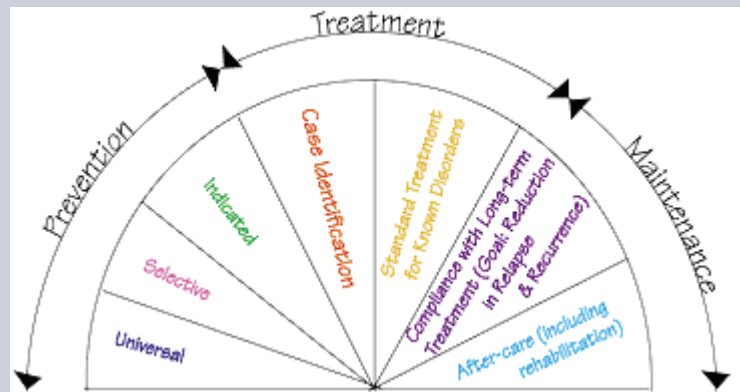 Treatment
Prevention
Maintenance
Universal
Selective
Indicated
Case Identification
Standard Treatment
for Known Disorders
Compliance with Long-term
Treatment (Goal: Reduction
in Relapse
& Recurrence)
After-care (including
rehabilitation)